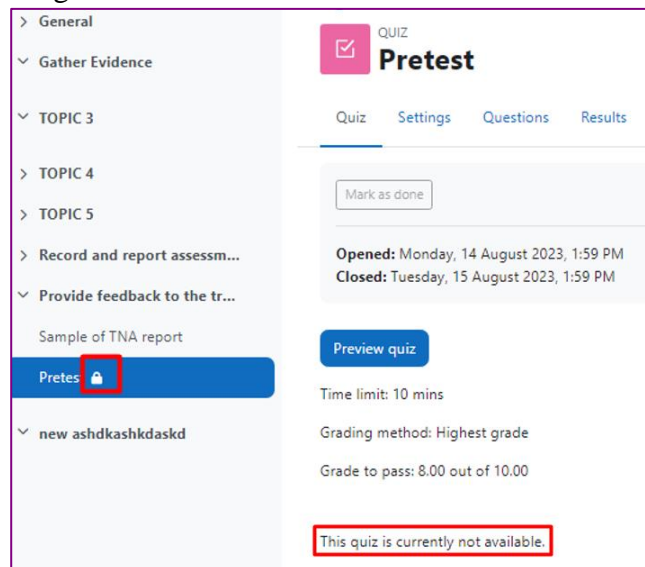 General
Gather Evidence
TOPIC 3
TOPIC 4
TOPIC 5
Record and report assessm...
Provide feedback to the tr...
Sample of TNA report
Pretes
new ashdkashkdaskd
QUIZ
Pretest
Quiz Settings Questions Results
Mark as done
Opened: Monday, 14 August 2023, 1:59 PM
Closed: Tuesday, 15 August 2023, 1:59 PM
Preview quiz
Time limit: 10 mins
Grading method: Highest grade
Grade to pass: 8.00 out of 10.00
This quiz is currently not available.